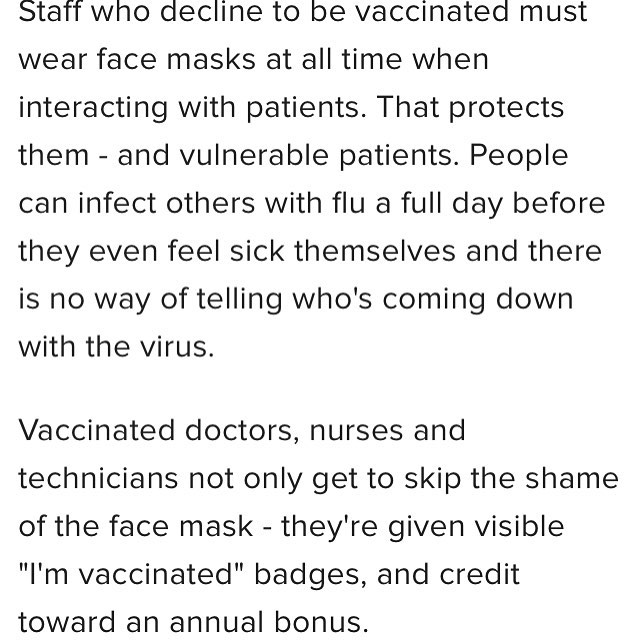 Staff who decline to be vaccinated must
wear face masks at all time when
interacting with patients. That protects
them - and vulnerable patients. People
can infect others with flu a full day before
they even feel sick themselves and there
is no way of telling who's coming down
with the virus.
Vaccinated doctors, nurses and
technicians not only get to skip the shame
of the face mask - they're given visible
"I'm vaccinated" badges, and credit
toward an annual bonus.